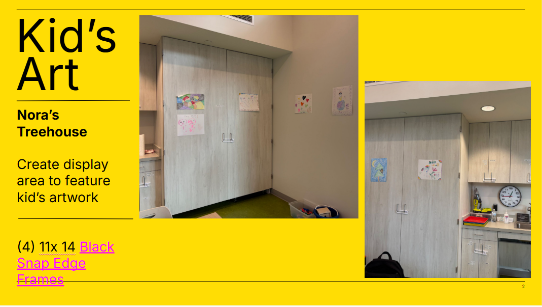 Kid's
Art
Nora's
Treehouse
Create display
area to feature
kid's artwork
(4) 11x 14 Black
Snap Edge
Frames